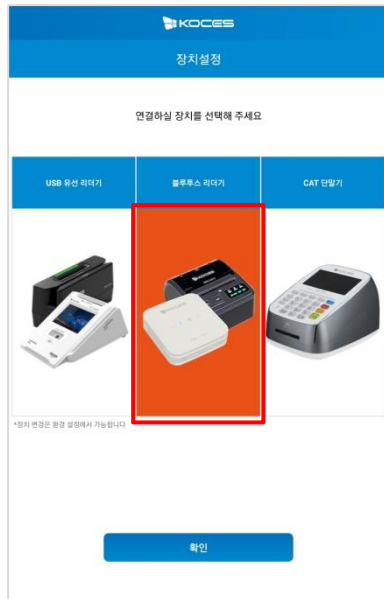 KOCES
장치설정
연결하실 장치를 선택해 주세요
USB 유선 리더기
블루투스 리더기
CAT 단말기
*장치 변경은 환경 설정에서 가능합니다
확인